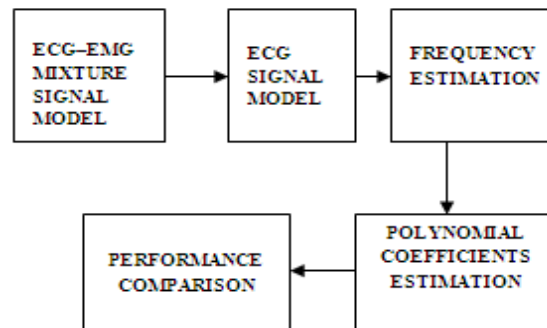 ECG–EMG
MIXTURE
SIGNAL
MODEL
ECG
SIGNAL
MODEL
FREQUENCY
ESTIMATION
POLYNOMIAL
COEFFICIENTS
ESTIMATION
PERFORMANCE
COMPARISON